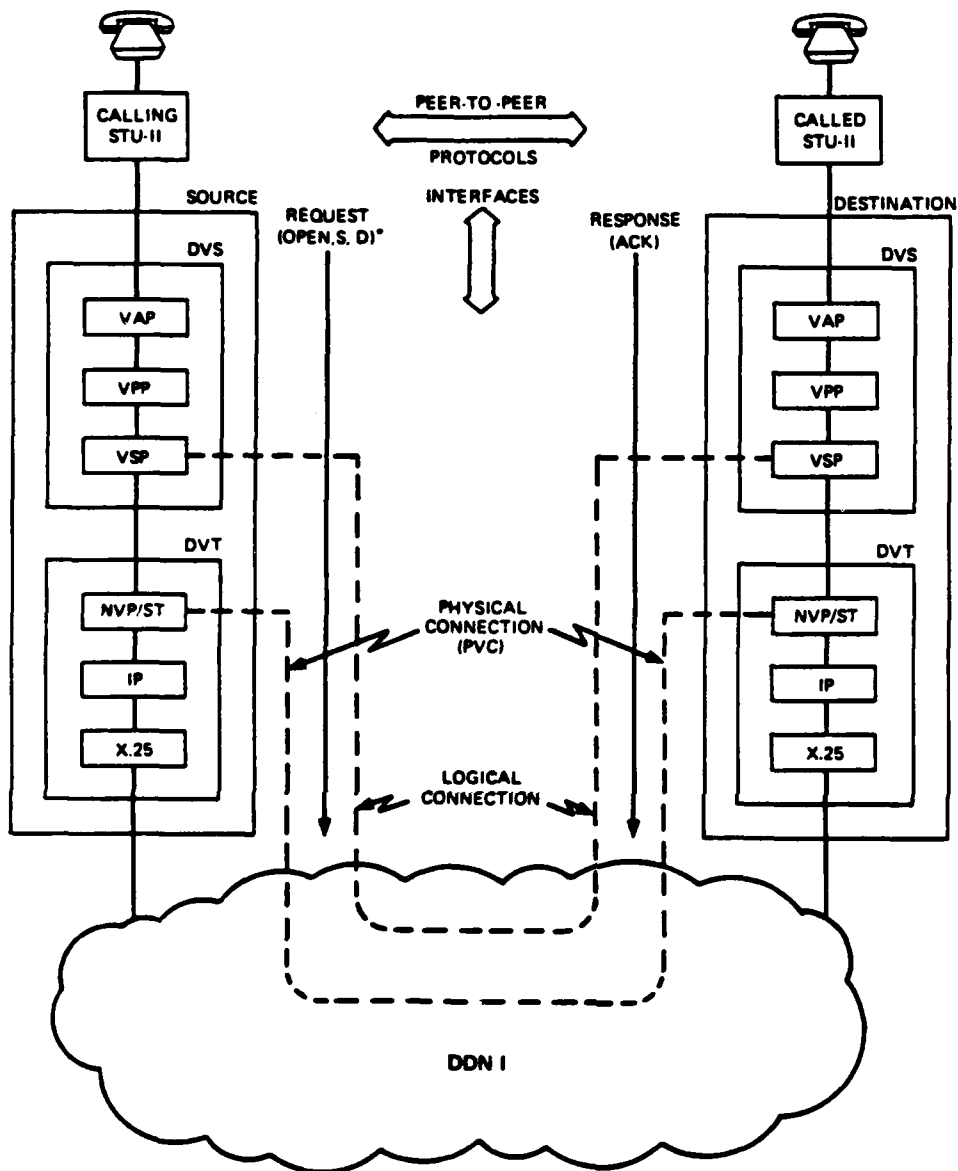 CALLING
STU-II
PEER-TO-PEER
PROTOCOLS
INTERFACES
CALLED
STU-II
SOURCE
REQUEST
(OPEN, S, D)*
RESPONSE
(ACK)
DESTINATION
DVS
VAP
VPP
VSP
DVS
VAP
VPP
VSP
DVT
NVP/ST
IP
X.25
PHYSICAL
CONNECTION
(PVC)
LOGICAL
CONNECTION
DVT
NVP/ST
IP
X.25
DDN I